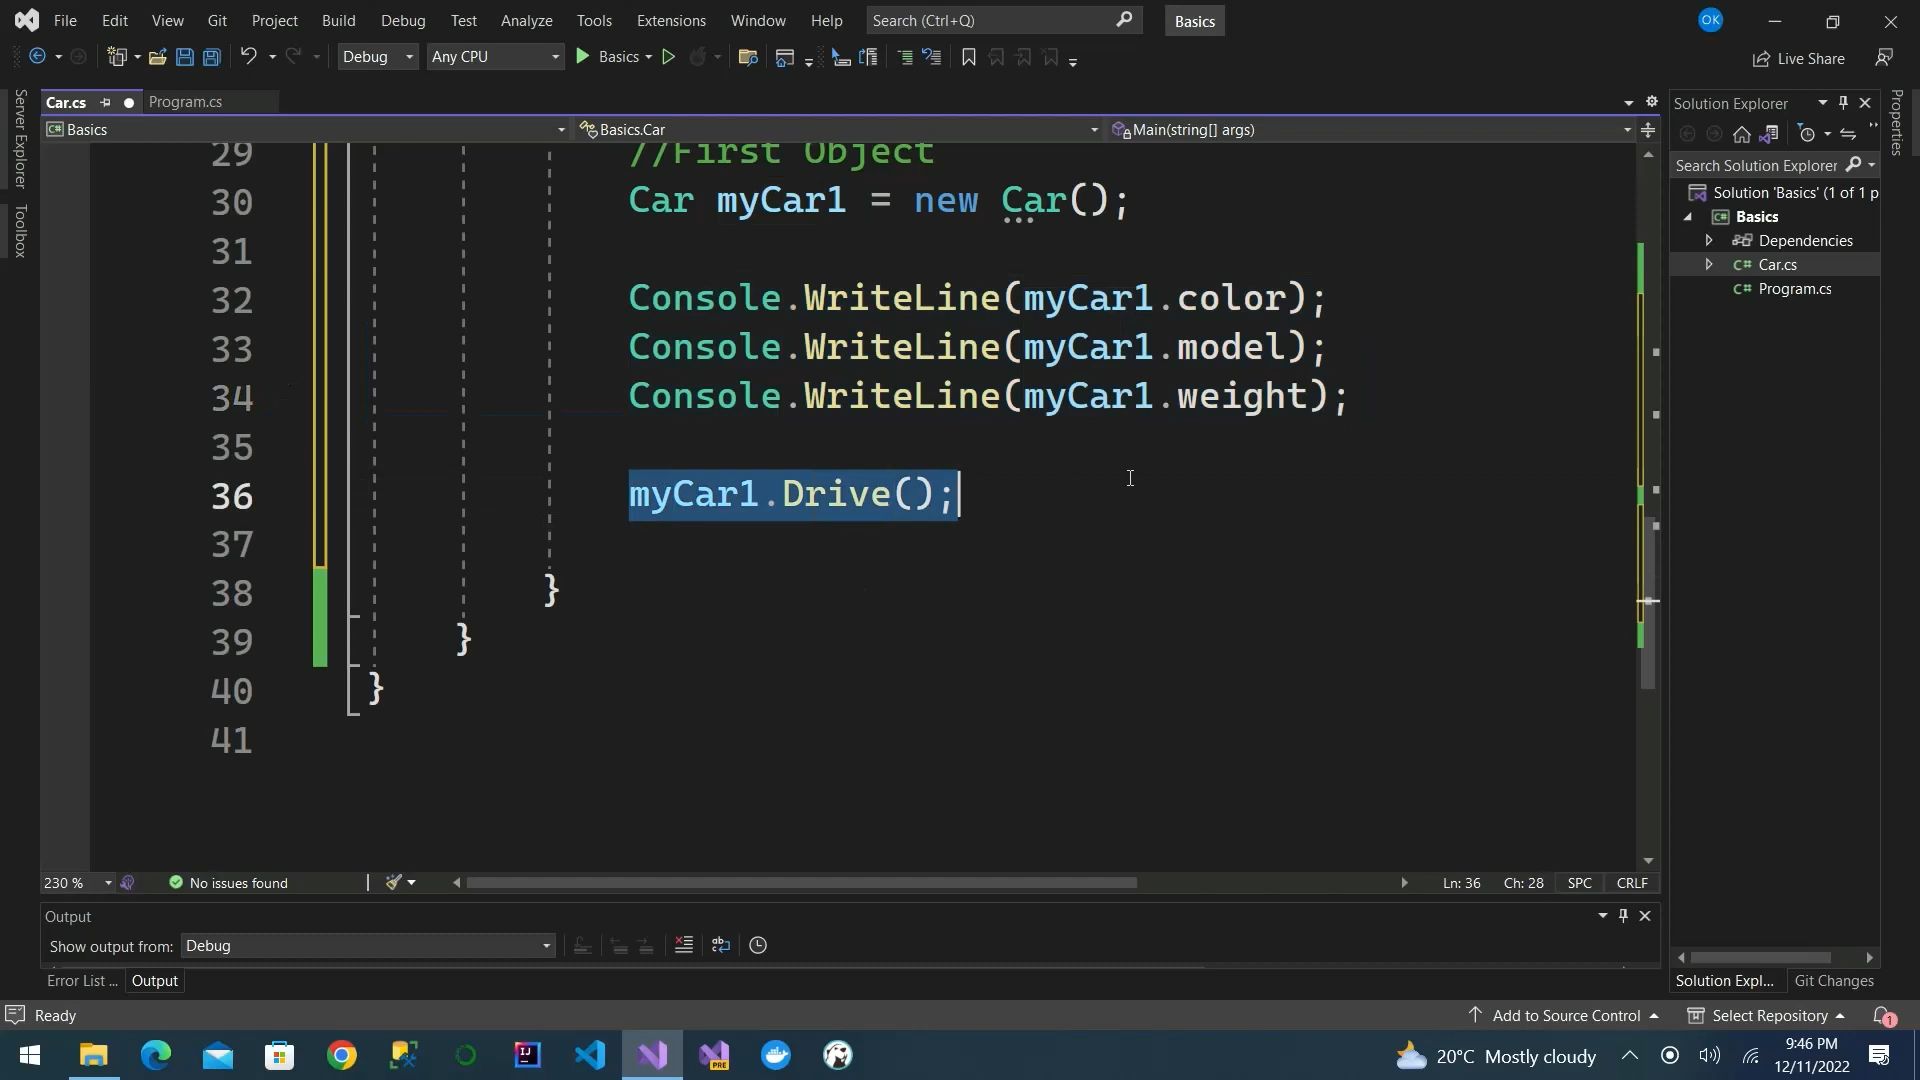 File Edit View Git Project Build Debug Test Analyze Tools Extensions Window Help Search (Ctrl+Q) Basics OK
Debug Any CPU Basics Live Share
Car.cs Program.cs
Basics Basics.Car Main(string[] args)
Server Explorer
Toolbox
29 //First Object
30 Car myCar1 = new Car();
31
32 Console.WriteLine(myCar1.color);
33 Console.WriteLine(myCar1.model);
34 Console.WriteLine(myCar1.weight);
35
36 myCar1.Drive();
37
38 }
39 }
40 }
41
230 % No issues found Ln: 36 Ch: 28 SPC CRLF
Output
Show output from: Debug
Error List ... Output
Solution Explorer
Search Solution Explorer
Solution 'Basics' (1 of 1 p
C# Basics
Dependencies
C# Car.cs
C# Program.cs
Solution Expl... Git Changes
Properties
Ready Add to Source Control Select Repository 1
20°C Mostly cloudy 9:46 PM
12/11/2022